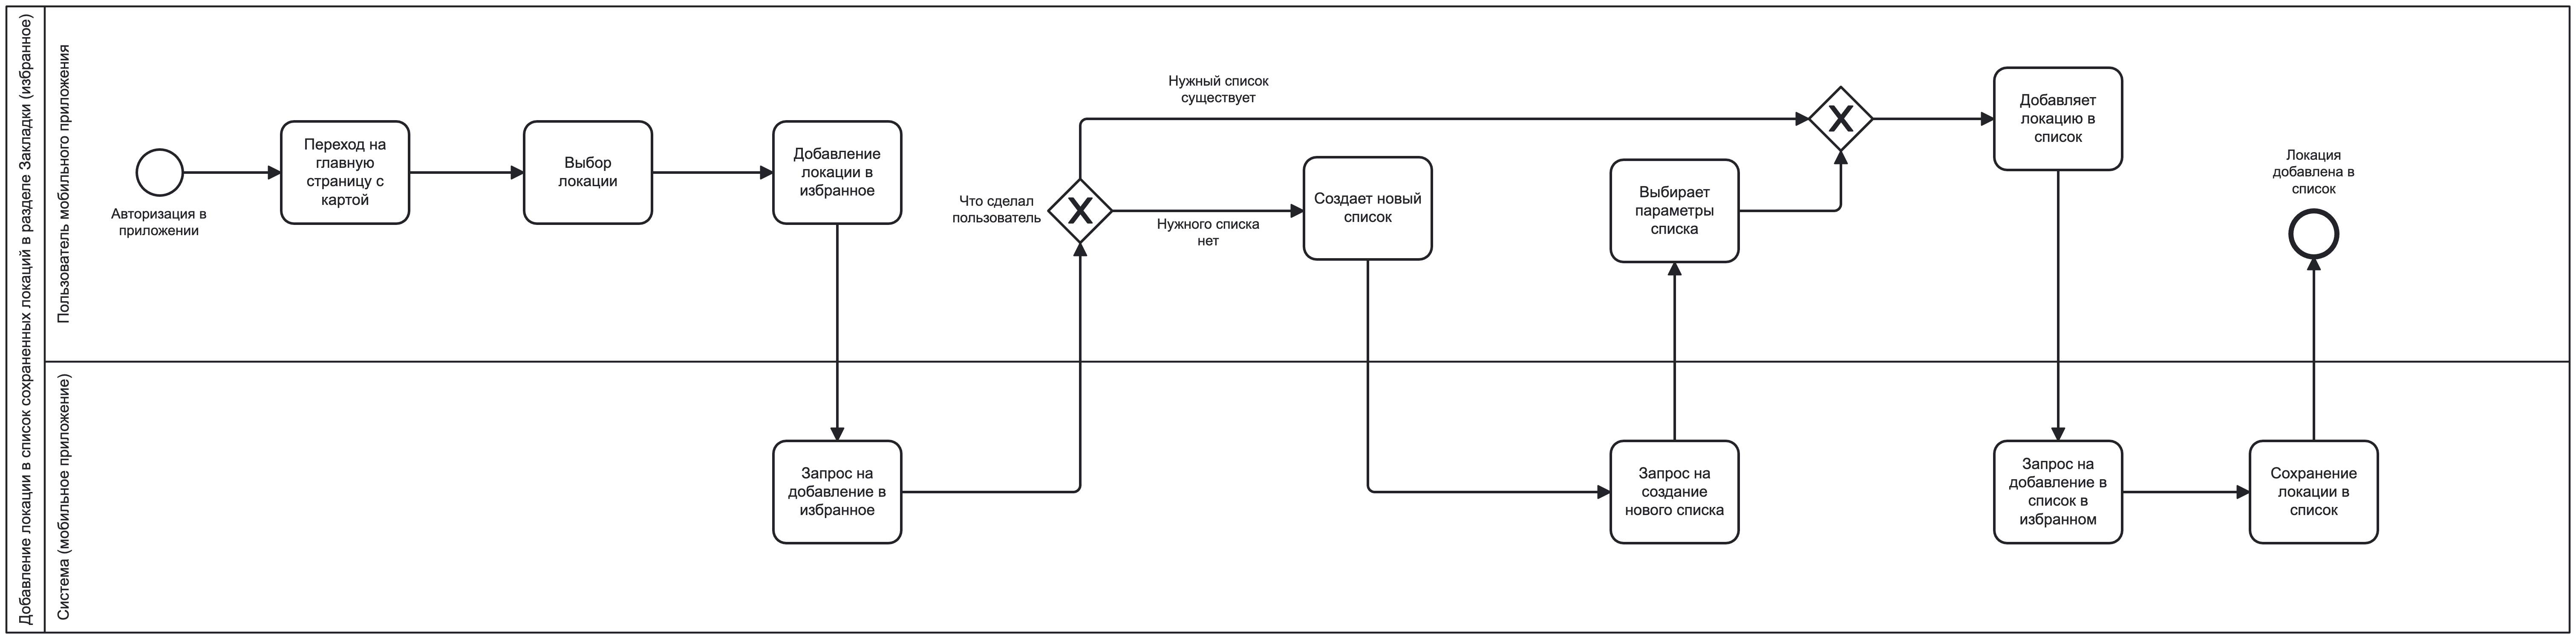 Добавление локации в список сохраненных локаций в разделе Закладки (избранное)
Пользователь мобильного приложения
Авторизация в
приложении
Переход на
главную
страницу с
картой
Выбор
локации
Добавление
локации в
избранное
Что сделал
пользователь
Нужный список
существует
Нужного списка
нет
Создает новый
список
Выбирает
параметры
списка
Добавляет
локацию в
список
Локация
добавлена в
список
Система (мобильное приложение)
Запрос на
добавление в
избранное
Запрос на
создание
нового списка
Запрос на
добавление в
список в
избранном
Сохранение
локации в
список